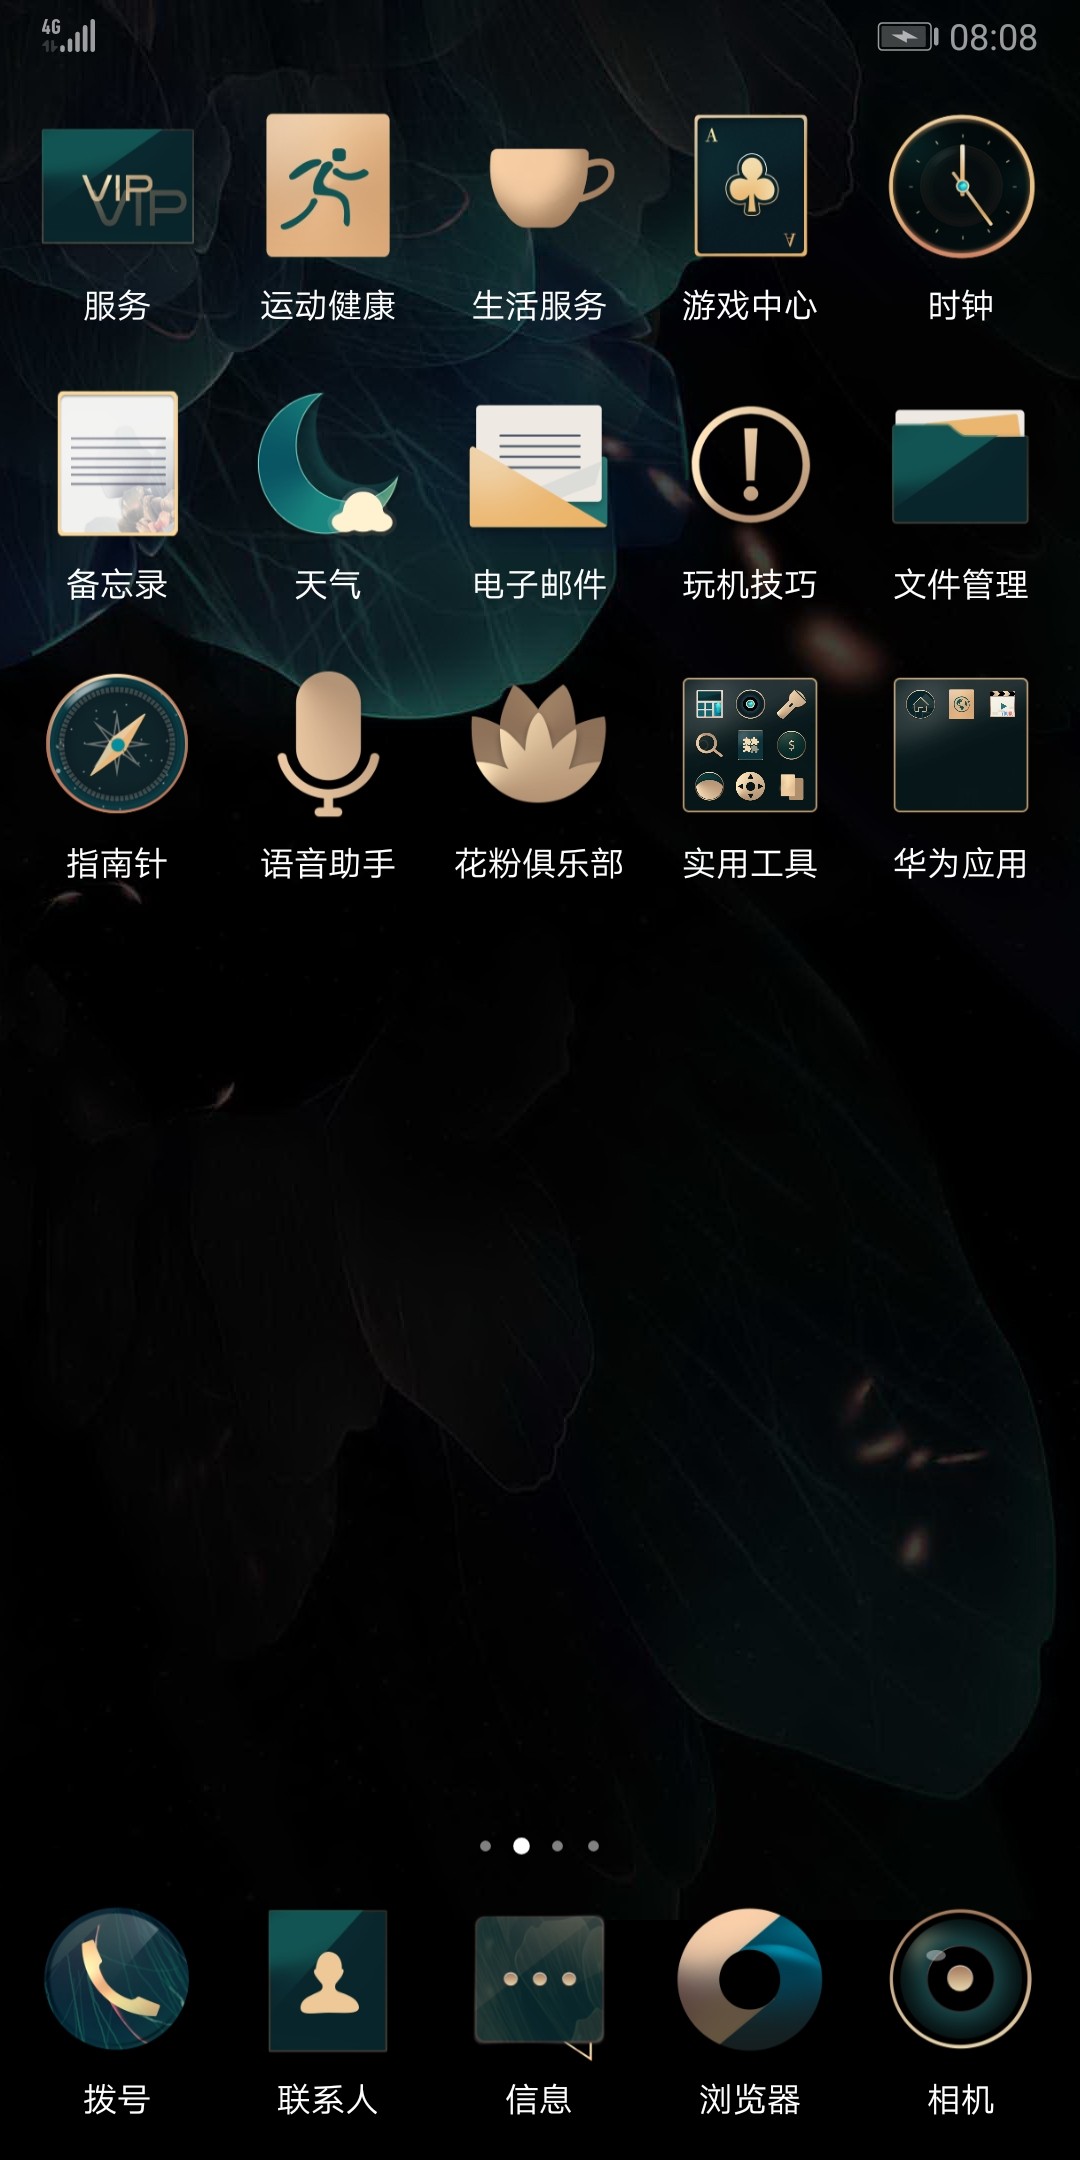 4G 08:08
VIP
VIP
A
A
服务 运动健康 生活服务 游戏中心 时钟
备忘录 天气 电子邮件 玩机技巧 文件管理
指南针 语音助手 花粉俱乐部 实用工具 华为应用
拨号 联系人 信息 浏览器 相机